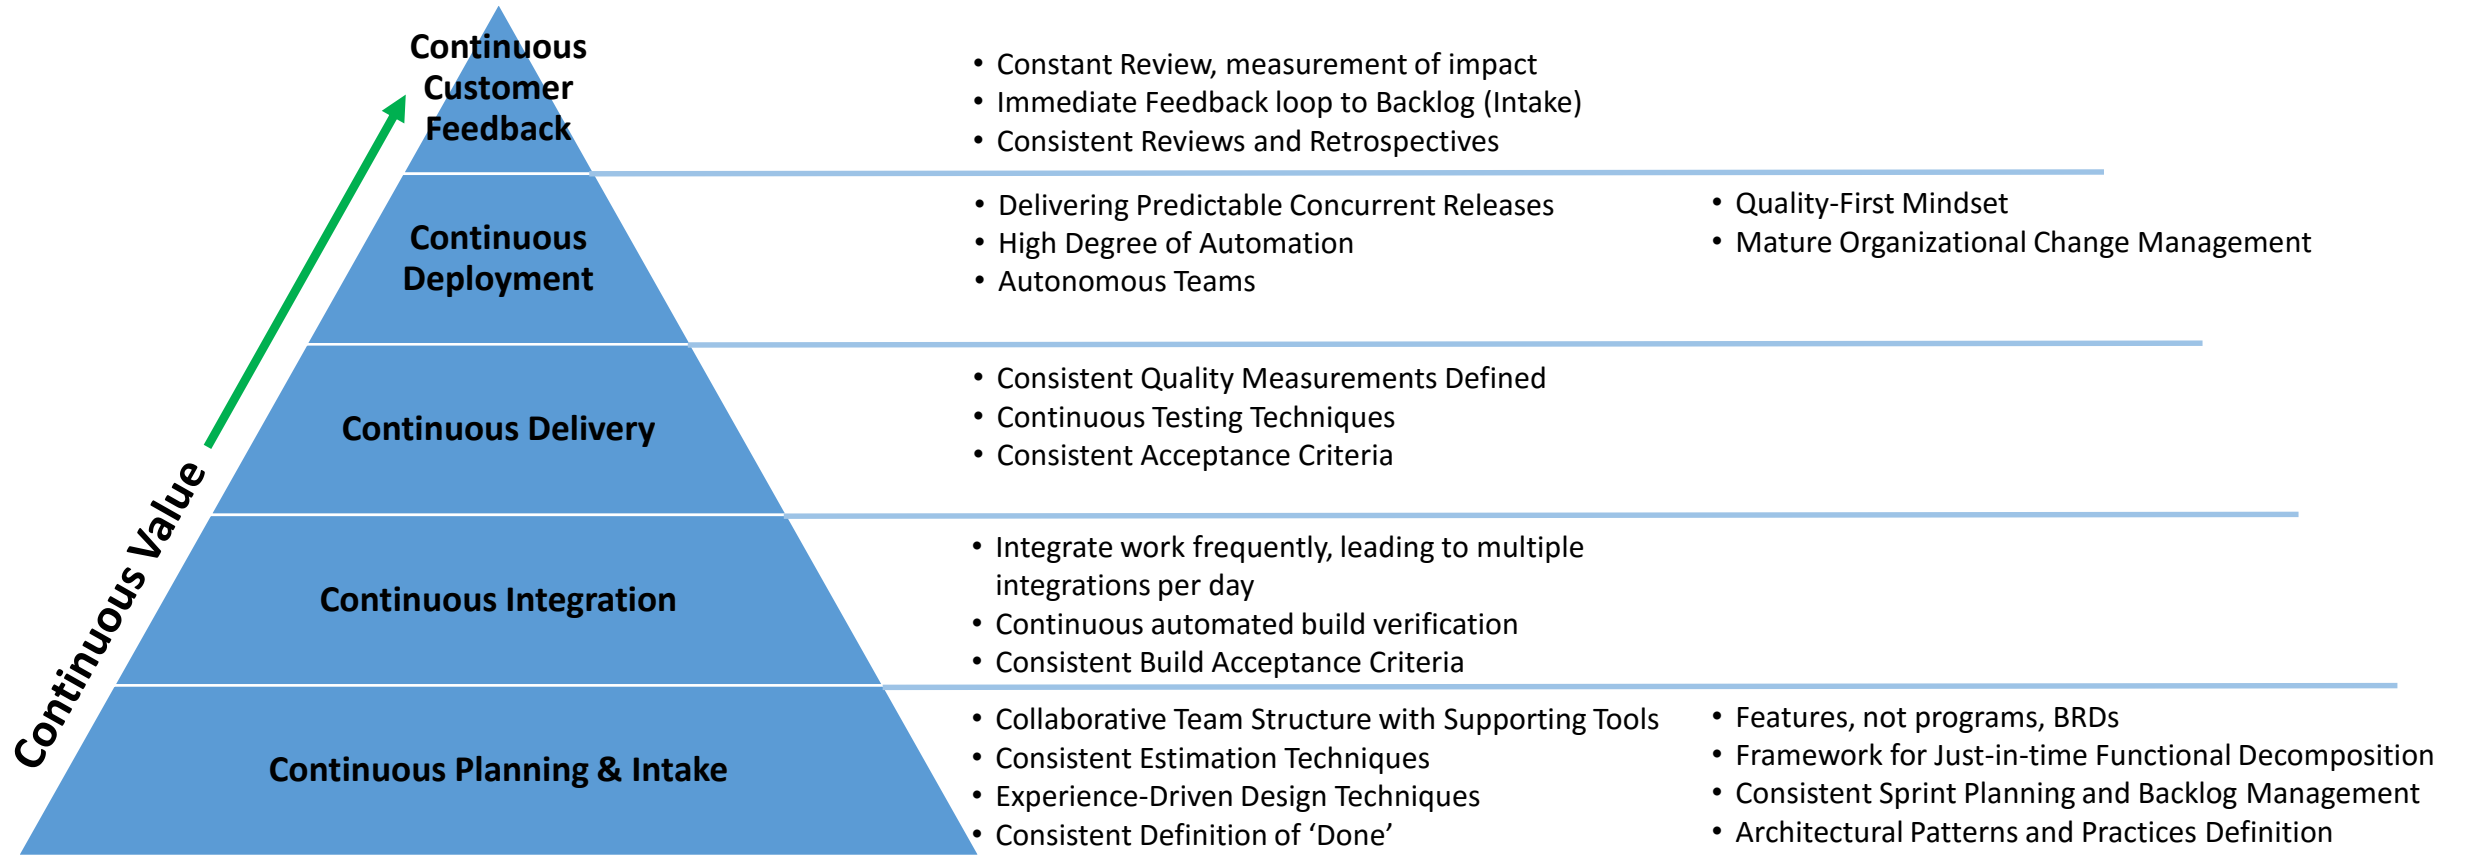 Continuous
Customer
Feedback
• Constant Review, measurement of impact
• Immediate Feedback loop to Backlog (Intake)
• Consistent Reviews and Retrospectives
Continuous
Deployment
• Delivering Predictable Concurrent Releases
• High Degree of Automation
• Autonomous Teams
• Quality-First Mindset
• Mature Organizational Change Management
Continuous Delivery
• Consistent Quality Measurements Defined
• Continuous Testing Techniques
• Consistent Acceptance Criteria
Continuous Value
Continuous Integration
• Integrate work frequently, leading to multiple
integrations per day
• Continuous automated build verification
• Consistent Build Acceptance Criteria
Continuous Planning & Intake
• Collaborative Team Structure with Supporting Tools
• Consistent Estimation Techniques
• Experience-Driven Design Techniques
• Consistent Definition of ‘Done’
• Features, not programs, BRDs
• Framework for Just-in-time Functional Decomposition
• Consistent Sprint Planning and Backlog Management
• Architectural Patterns and Practices Definition